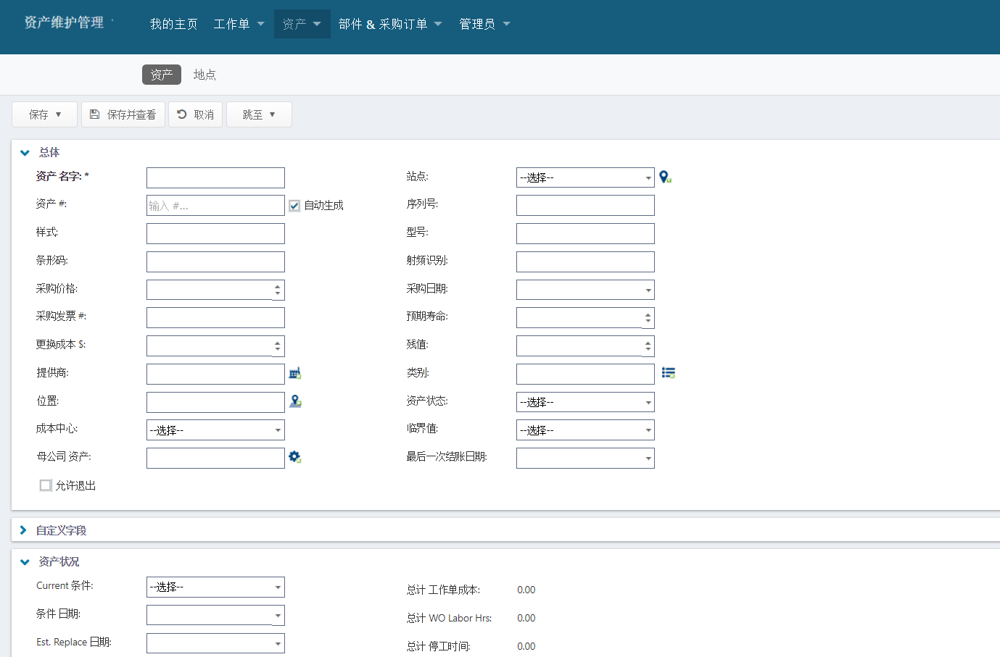 资产维护管理
我的主页 工作单 资产 部件 & 采购订单 管理员
资产 地点
保存 保存并查看 取消 跳至
总体
资产 名字: * 站点: --选择--
资产 #: 输入 #... 自动生成 序列号:
样式: 型号:
条形码: 射频识别:
采购价格: 采购日期:
采购发票 #: 预期寿命:
更换成本 $: 残值:
提供商: 类别:
位置: 资产状态: --选择--
成本中心: --选择-- 临界值: --选择--
母公司 资产: 最后一次结账日期:
允许退出
自定义字段
资产状况
Current 条件: --选择-- 总计 工作单成本: 0.00
条件 日期: 总计 WO Labor Hrs: 0.00
Est. Replace 日期: 总计 停工时间: 0.00